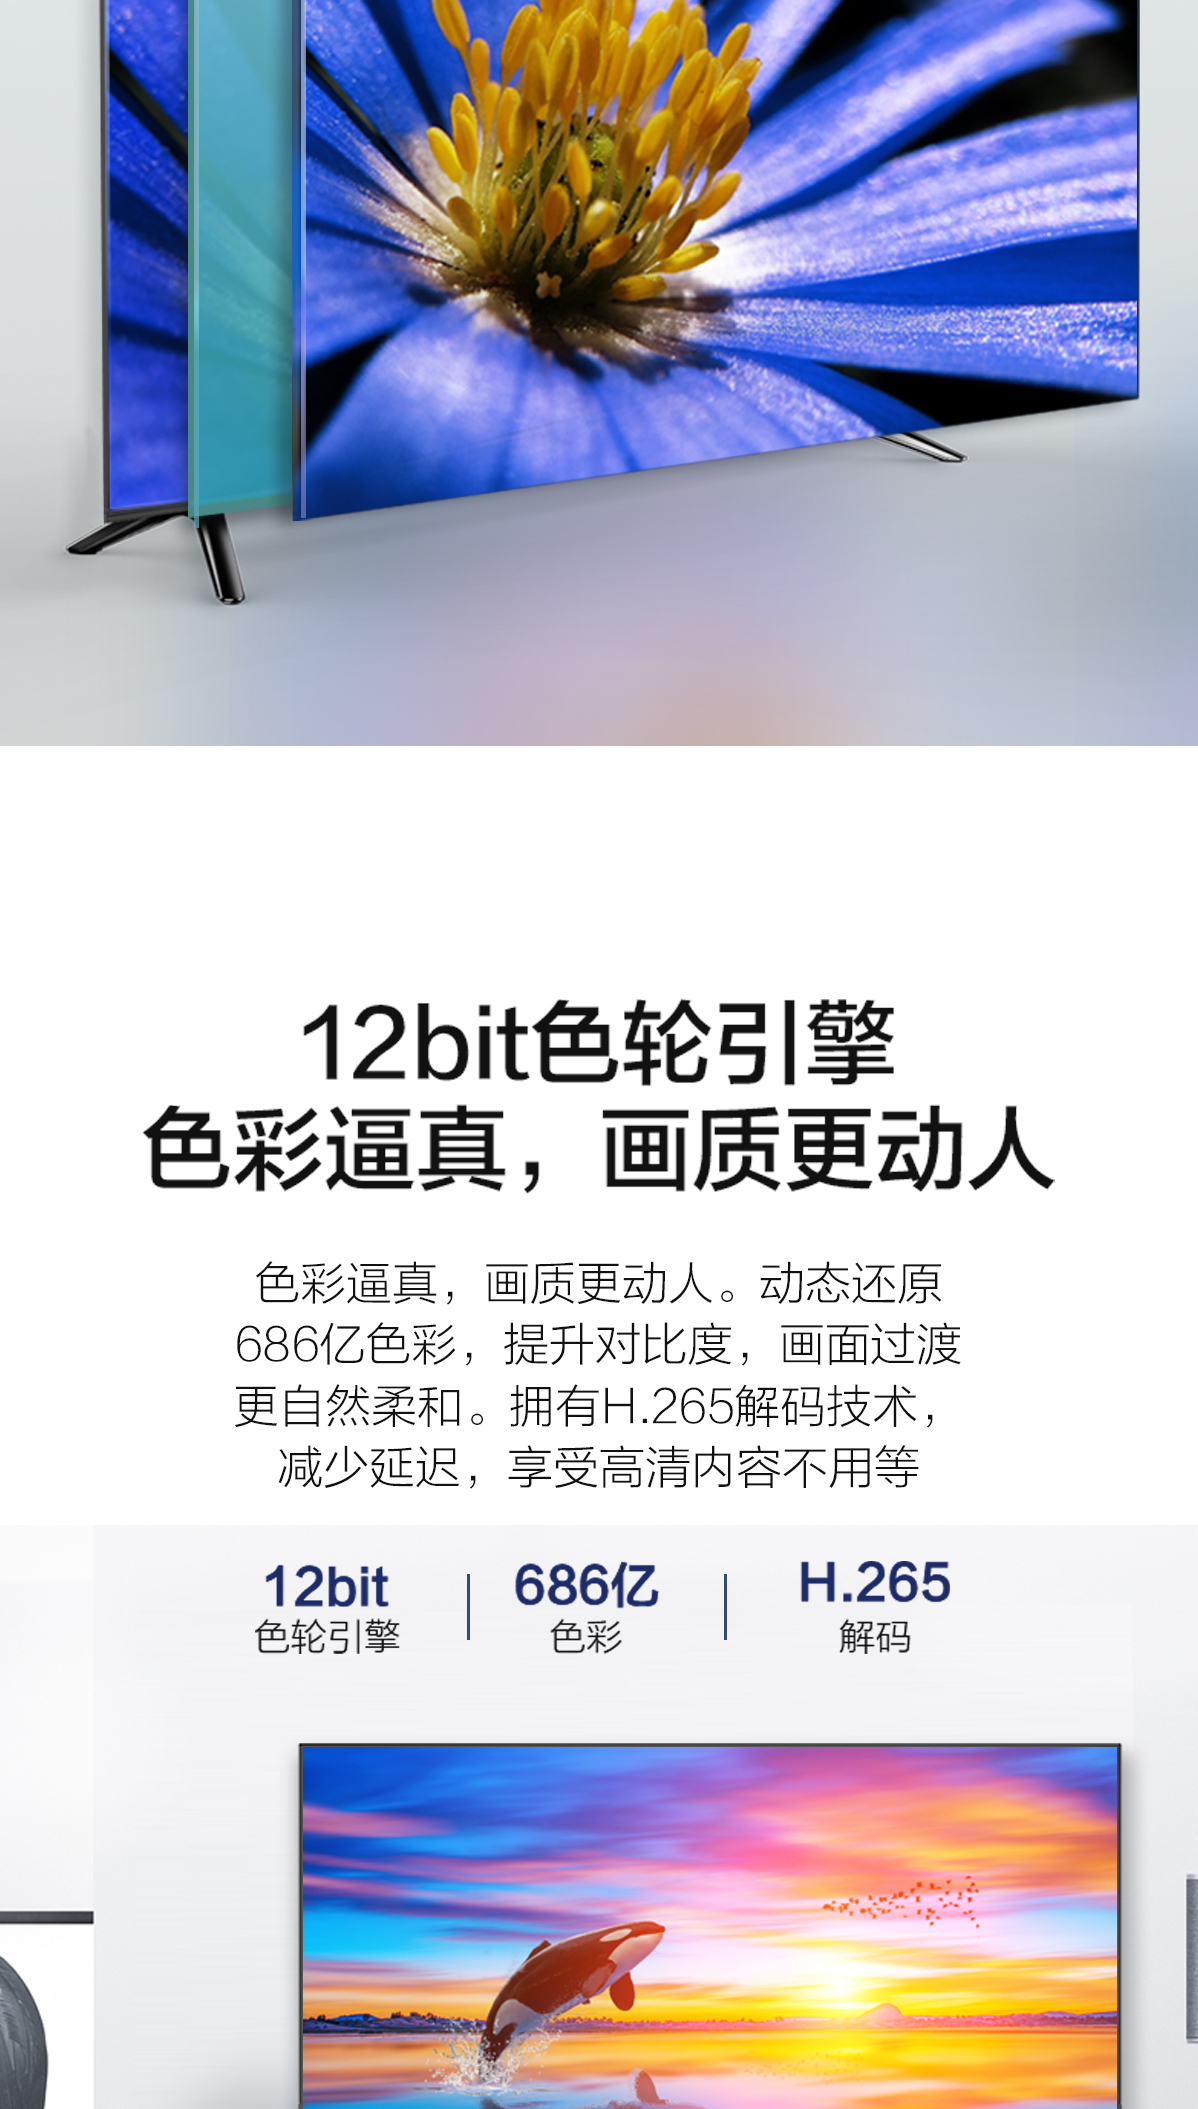 12bit色轮引擎
色彩逼真，画质更动人
色彩逼真，画质更动人。动态还原
686亿色彩，提升对比度，画面过渡
更自然柔和。拥有H.265解码技术，
减少延迟，享受高清内容不用等
12bit 686亿 H.265
色轮引擎 色彩 解码